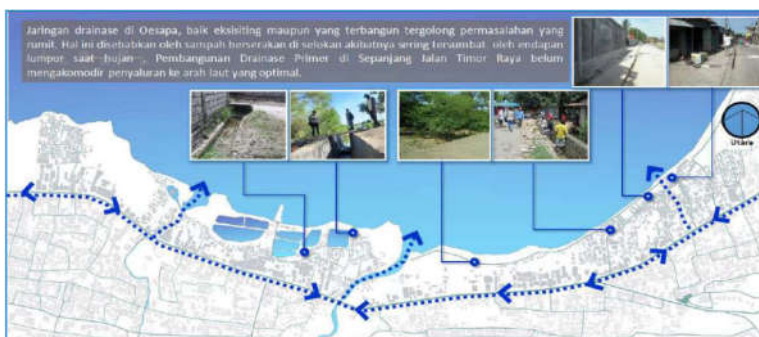 Jaringan drainase di Oesapa, baik eksisiting maupun yang terbangun tergolong permasalahan yang
rumit. Hal ini disebabkan oleh sampah berserakan di selokan akibatnya sering tersumbat oleh endapan
lumpur saat hujan , Pembangunan Drainase Primer di Sepanjang Jalan Timur Raya belum
mengakomodir penyaluran ke arah laut yang optimal.
Utara